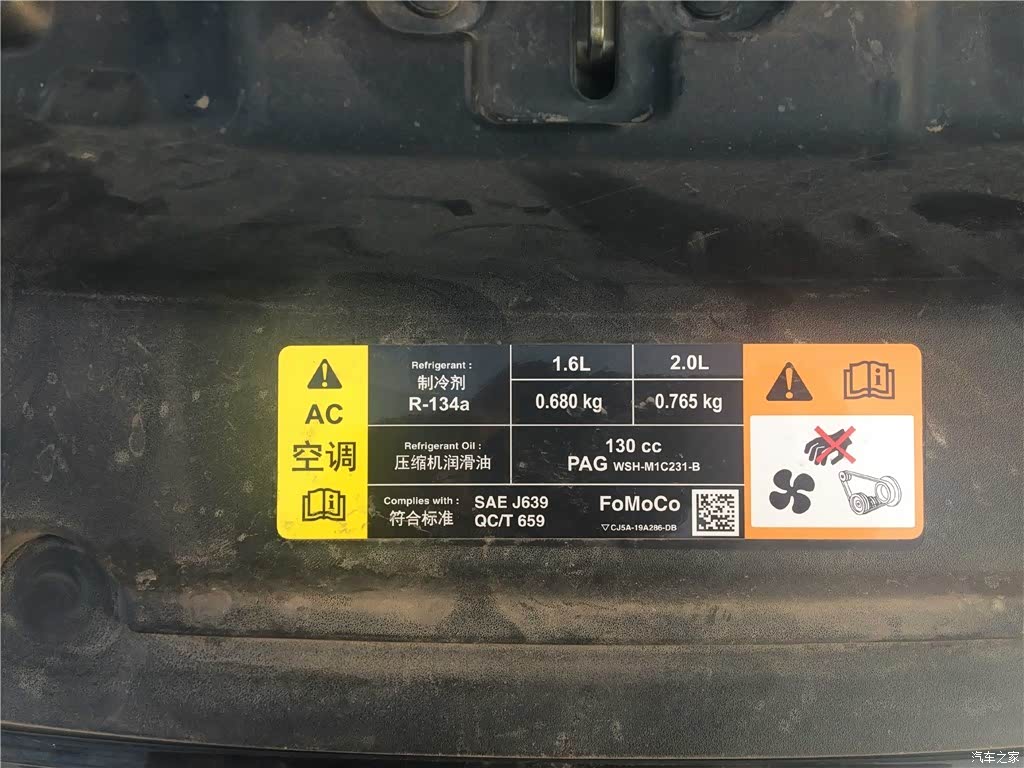 AC
空调
Refrigerant :
制冷剂
R-134a
1.6L
2.0L
0.680 kg
0.765 kg
Refrigerant Oil :
压缩机润滑油
130 cc
PAG WSH-M1C231-B
Complies with :
符合标准
SAE J639
QC/T 659
FoMoCo
▽CJ5A-19A286-DB
汽车之家